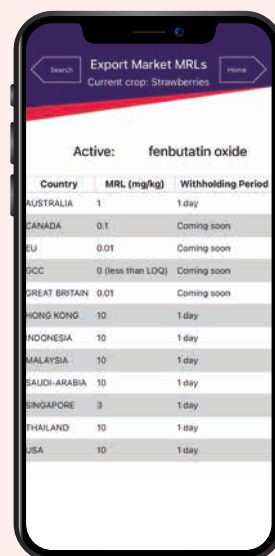 Search
Export Market MRLs
Home
Current crop: Strawberries
Active: fenbutatin oxide
Country MRL (mg/kg) Withholding Period
AUSTRALIA 1 1 day
CANADA 0.1 Coming soon
EU 0.01 Coming soon
GCC 0 (less than LOQ) Coming soon
GREAT BRITAIN 0.01 Coming soon
HONG KONG 10 1 day
INDONESIA 10 1 day
MALAYSIA 10 1 day
SAUDI-ARABIA 10 1 day
SINGAPORE 3 1 day
THAILAND 10 1 day
USA 10 1 day